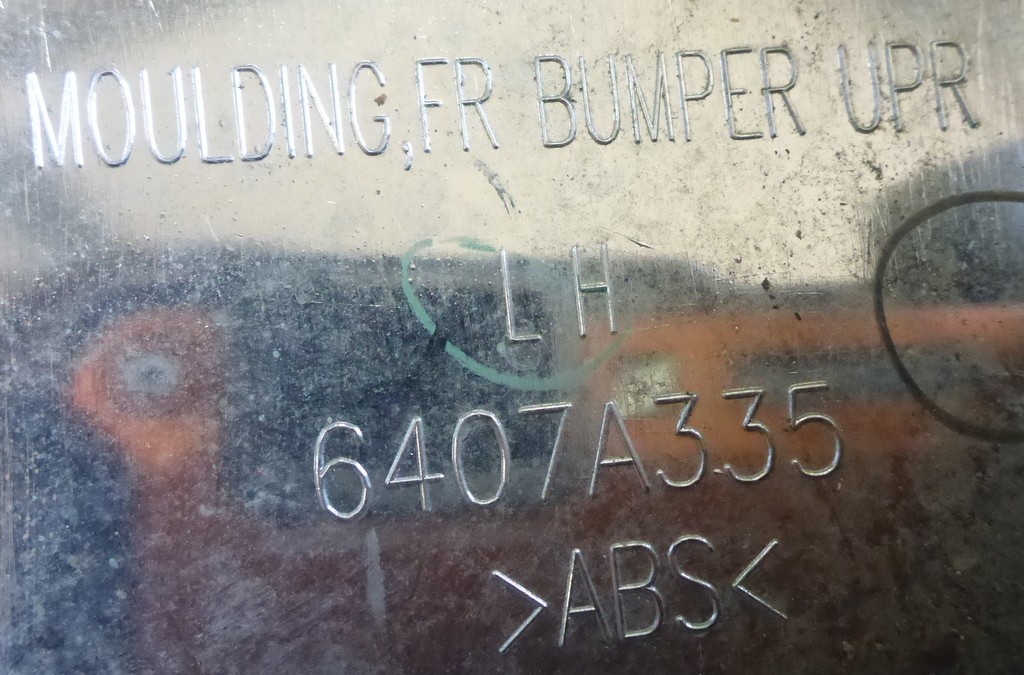 MOULDING,FR BUMPER UPR
LH
6407A335
>ABS<